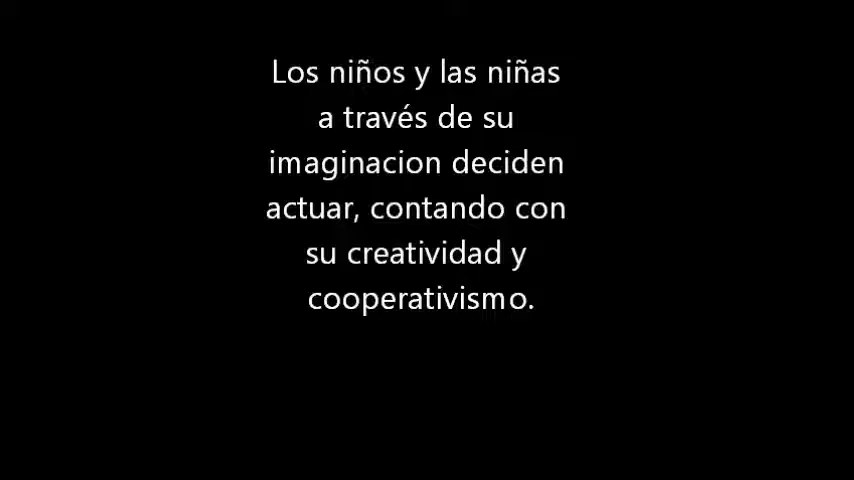 Los niños y las niñas
a través de su
imaginacion deciden
actuar, contando con
su creatividad y
cooperativismo.